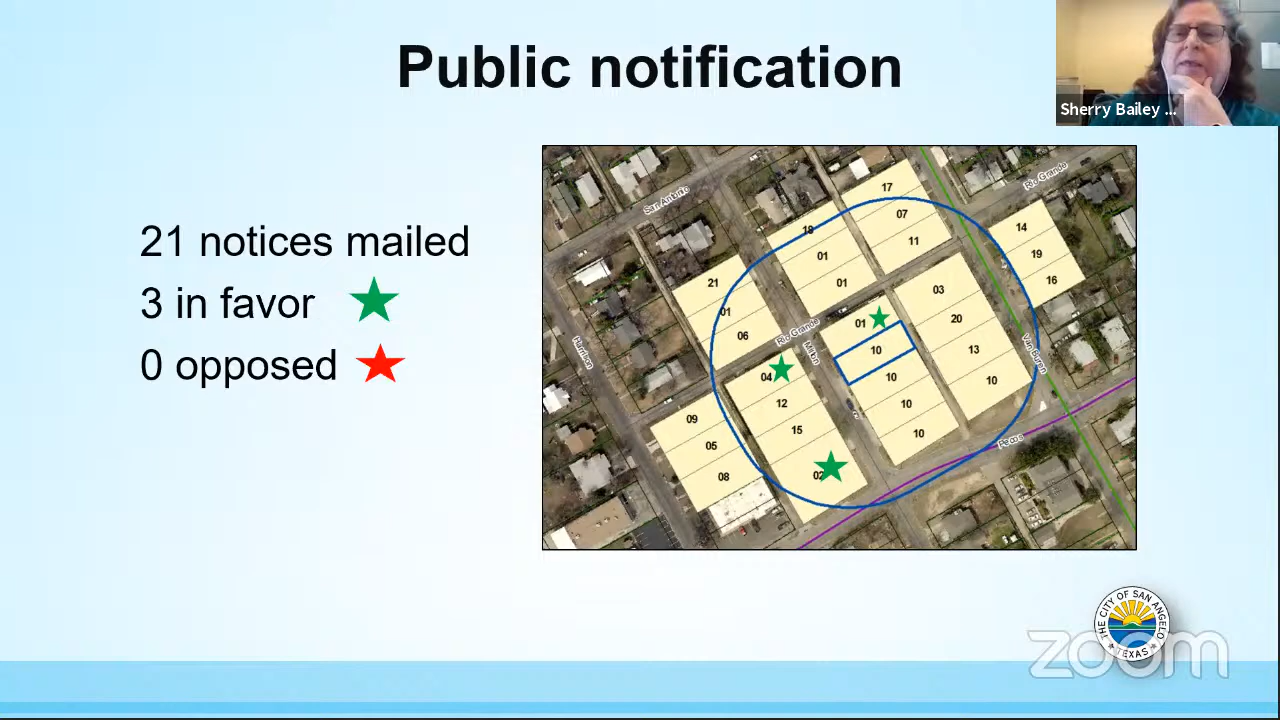 Public notification
Sherry Bailey ...
21 notices mailed
3 in favor
0 opposed
San Antonio
Rio Grande
17
07
11
18
01
01
14
19
16
21
01
06
Rio Grande
Milton
03
20
13
10
01
10
10
10
10
Harrison
Van Buren
04
12
15
02
09
05
08
Pecos
THE CITY OF SAN ANGELO
TEXAS
zoom